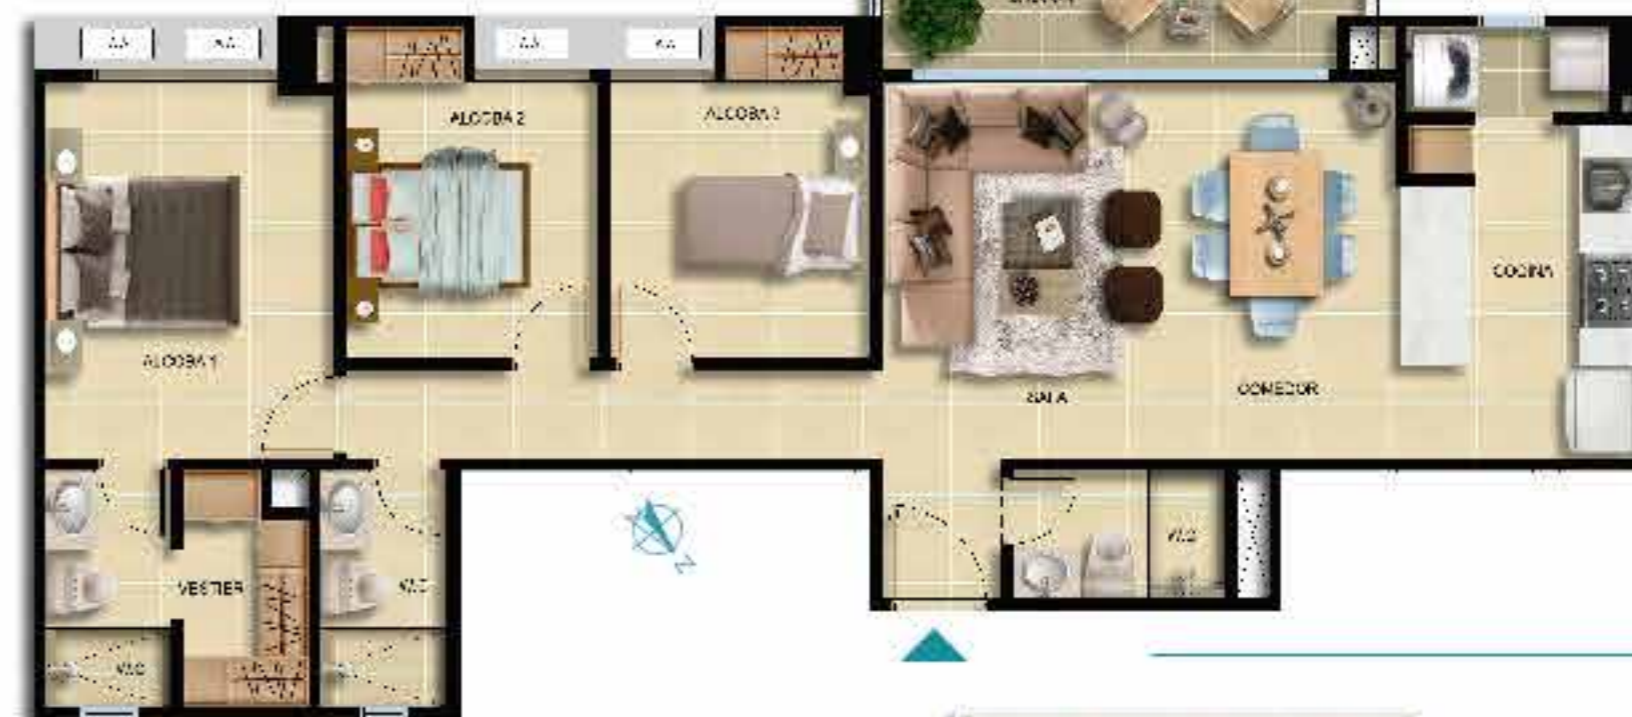 ALCOBA 2
ALCOBA 3
ALCOBA 1
COCINA
SALA
COMEDOR
VESTIER
W.C
W.C
W.C
N